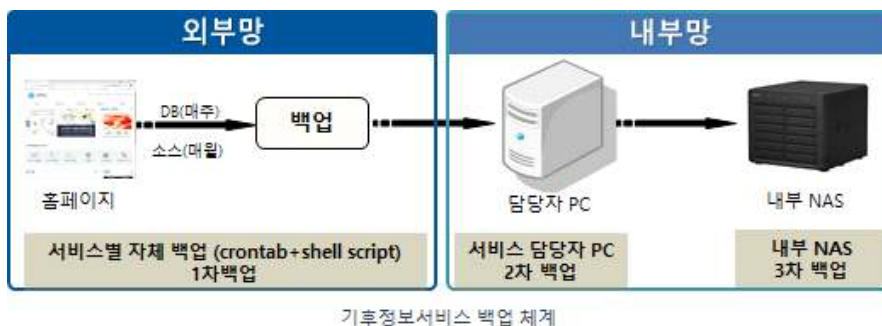 외부망
내부망
DB(매주)
소스(매월)
백업
홈페이지
담당자 PC
내부 NAS
서비스별 자체 백업 (crontab+shell script)
1차백업
서비스 담당자 PC
2차 백업
내부 NAS
3차 백업
기후정보서비스 백업 체계